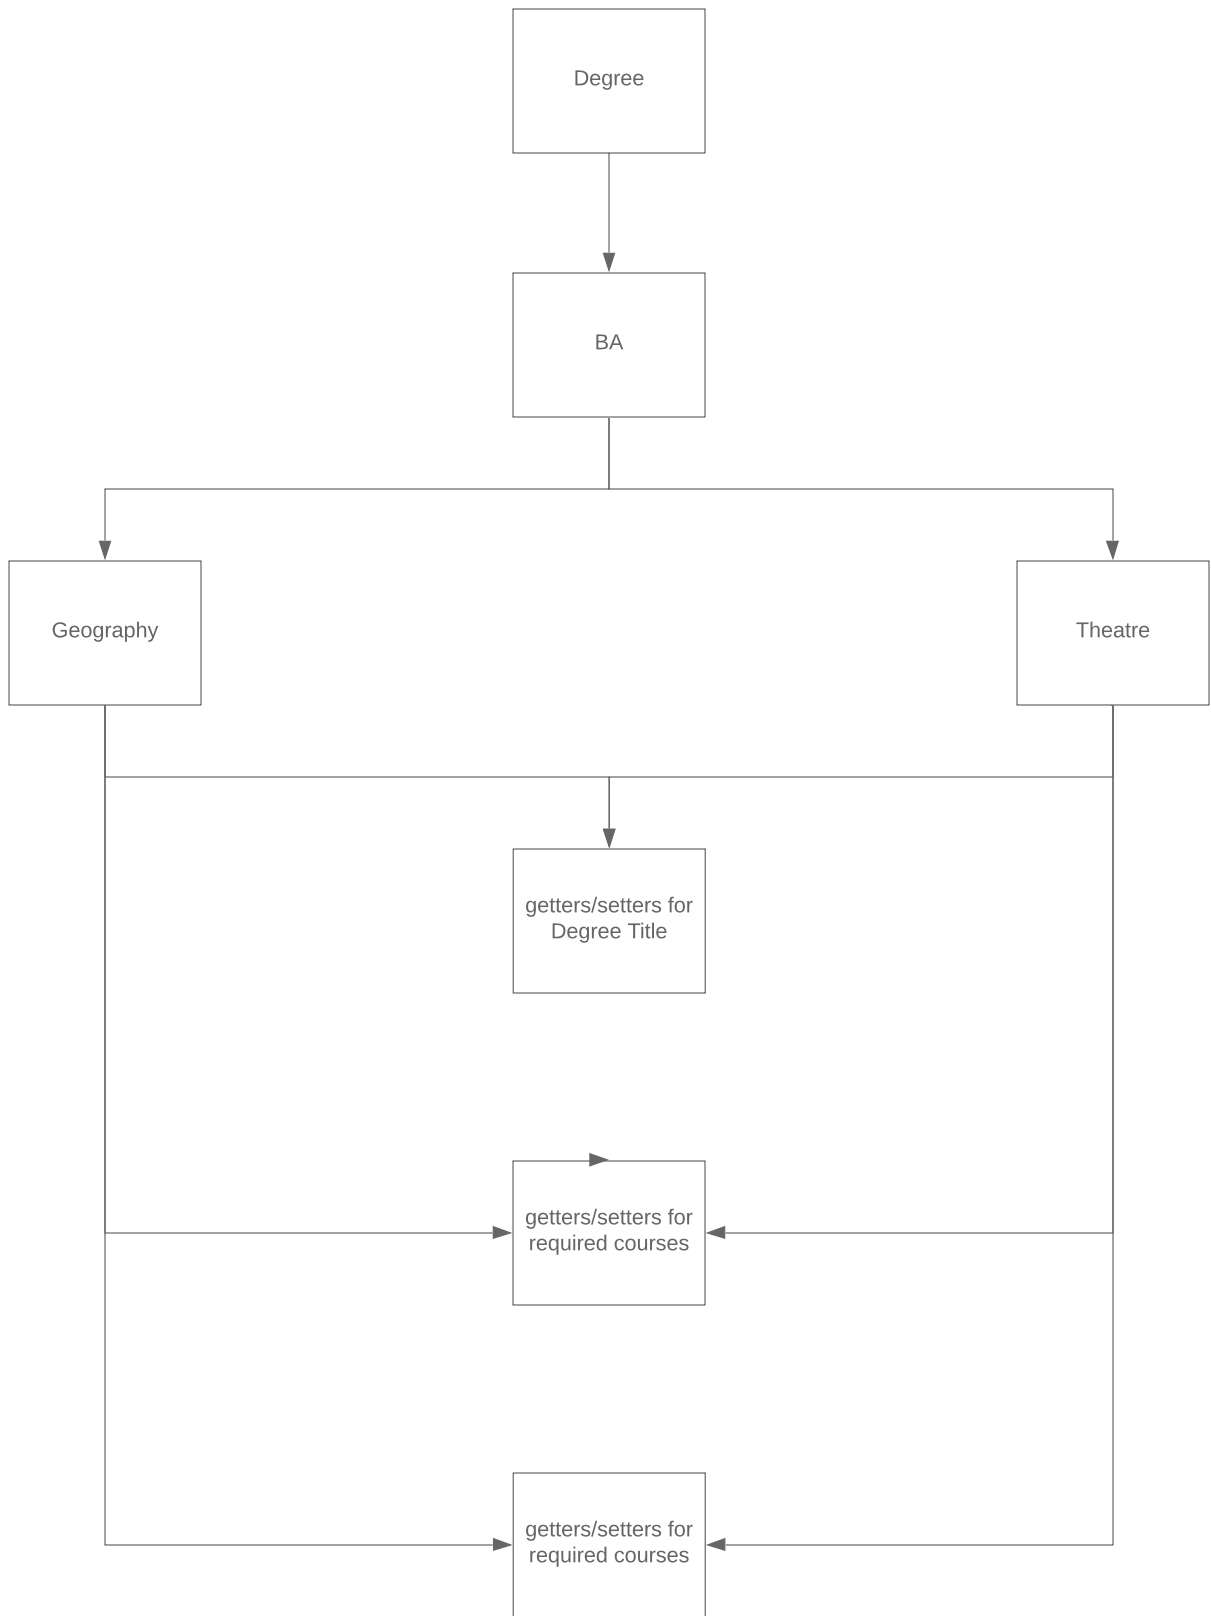 Degree
BA
Geography
Theatre
getters/setters for
Degree Title
getters/setters for
required courses
getters/setters for
required courses